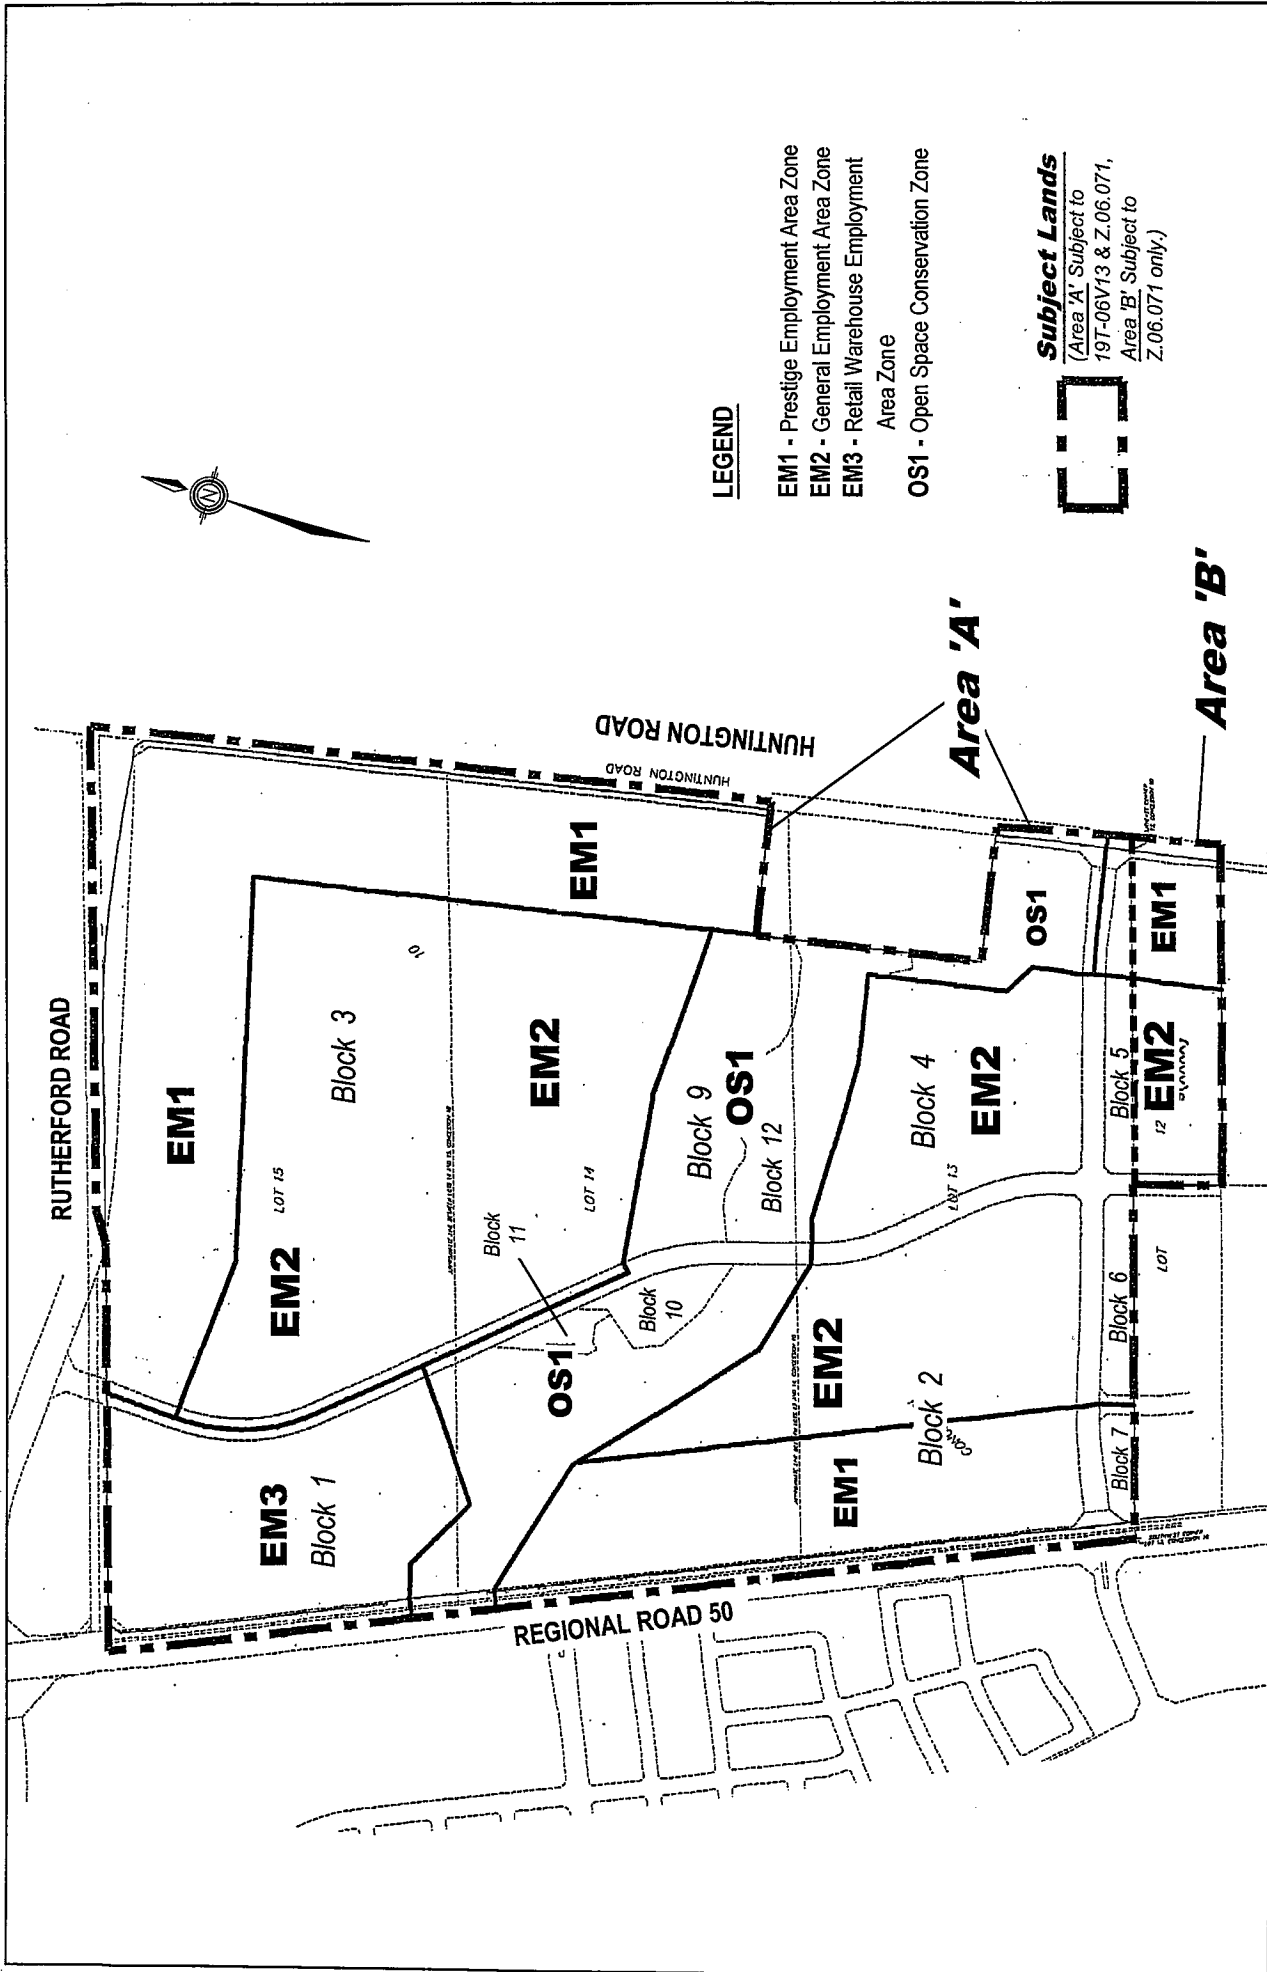 RUTHERFORD ROAD
HUNTINGTON ROAD
HUNTINGTON ROAD
REGIONAL ROAD 50
N
EM1
EM2
Block 3
LOT 15
10
EM3
Block 1
EM1
EM2
LOT 14
Block
11
OS1
Block
10
Block 9
OS1
Block 12
EM2
Block 2
EM1
Block 4
EM2
LOT 13
OS1
Block 5
Block 6
Block 7
EM1
EM2
12
LOT
Area 'A'
Area 'B'
LEGEND
EM1 - Prestige Employment Area Zone
EM2 - General Employment Area Zone
EM3 - Retail Warehouse Employment
Area Zone
OS1 - Open Space Conservation Zone
Subject Lands
(Area 'A' Subject to
19T-06V13 & Z.06.071,
Area 'B' Subject to
Z.06.071 only.)